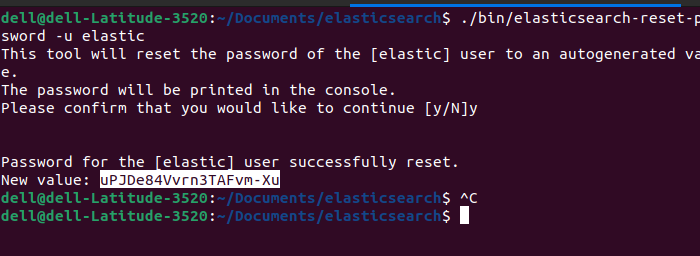 dell@dell-Latitude-3520:~/Documents/elasticsearch$ ./bin/elasticsearch-reset-p
sword -u elastic
This tool will reset the password of the [elastic] user to an autogenerated va
e.
The password will be printed in the console.
Please confirm that you would like to continue [y/N]y
Password for the [elastic] user successfully reset.
New value: uPJDe84Vvrn3TAFvm-Xu
dell@dell-Latitude-3520:~/Documents/elasticsearch$ ^C
dell@dell-Latitude-3520:~/Documents/elasticsearch$